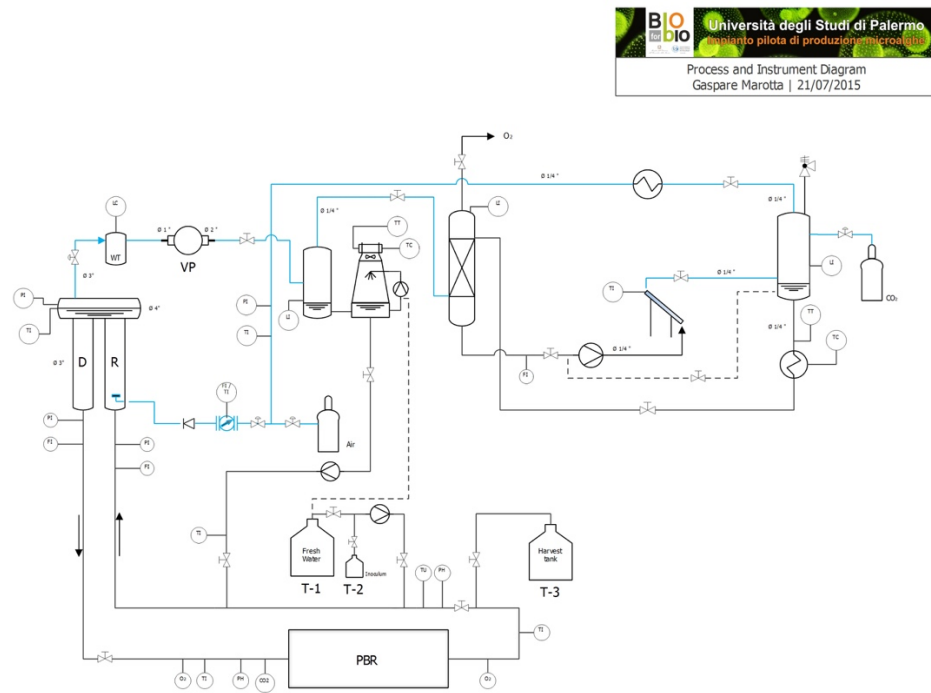 BIO
for
bio
Università degli Studi di Palermo
Impianto pilota di produzione microalghe
Process and Instrument Diagram
Gaspare Marotta | 21/07/2015
O₂
Ø 1/4 "
Ø 1/4 "
LC
Ø 1 "
Ø 2 "
WT
VP
Ø 1/4 "
TT
TC
LC
Ø 3"
PI
TI
Ø 4"
LI
PI
TI
TI
Ø 1/4 "
LI
CO₂
TT
Ø 1/4 "
TC
Ø 1/4 "
FI
D
R
Ø 3"
FI /
TI
PI
FI
PI
FI
Air
TI
Fresh
Water
T-1
Inoculum
T-2
TU
PH
Harvest
tank
T-3
TI
PBR
O₂
TI
PH
CO2
O₂